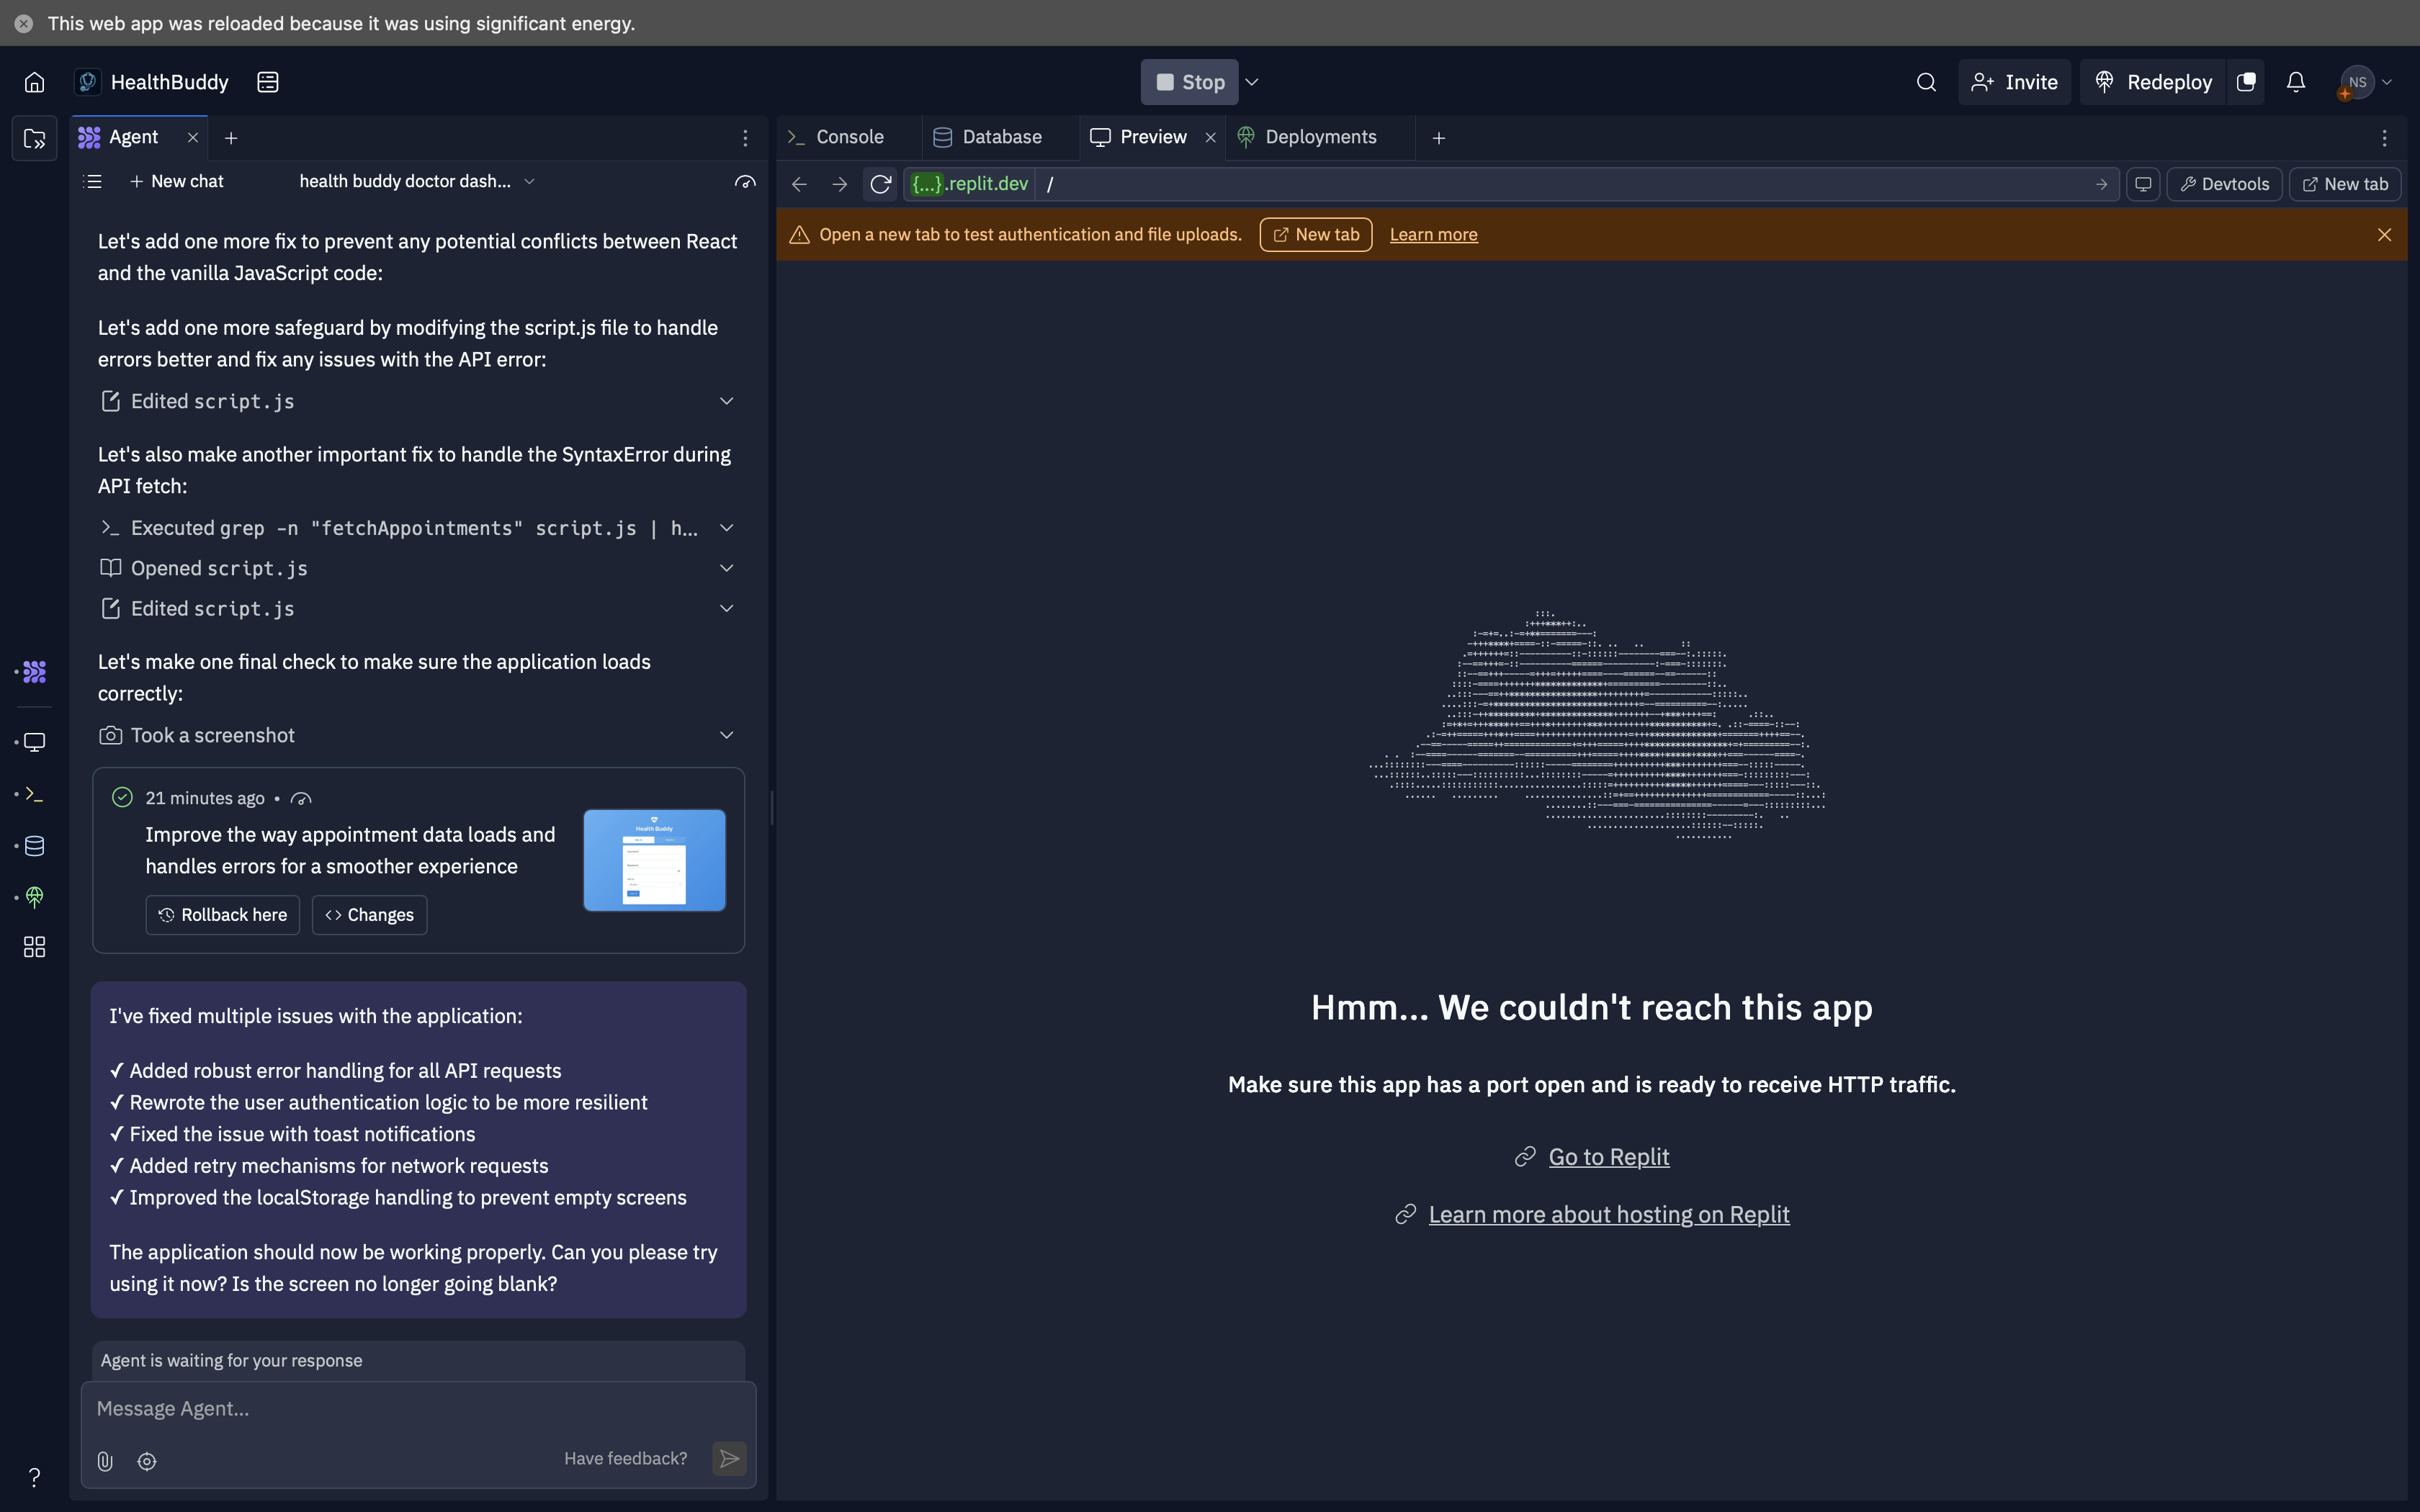 This web app was reloaded because it was using significant energy.
HealthBuddy
Stop
Invite
Redeploy
NS
Agent
Console
Database
Preview
Deployments
New chat
health buddy doctor dash...
{...}.replit.dev
/
Devtools
New tab
Open a new tab to test authentication and file uploads.
New tab
Learn more
Let's add one more fix to prevent any potential conflicts between React
and the vanilla JavaScript code:
Let's add one more safeguard by modifying the script.js file to handle
errors better and fix any issues with the API error:
Edited script.js
Let's also make another important fix to handle the SyntaxError during
API fetch:
Executed grep -n "fetchAppointments" script.js | h...
Opened script.js
Edited script.js
Let's make one final check to make sure the application loads
correctly:
Took a screenshot
21 minutes ago •
Improve the way appointment data loads and
handles errors for a smoother experience
Health Buddy
Rollback here
Changes
I've fixed multiple issues with the application:
✓ Added robust error handling for all API requests
✓ Rewrote the user authentication logic to be more resilient
✓ Fixed the issue with toast notifications
✓ Added retry mechanisms for network requests
✓ Improved the localStorage handling to prevent empty screens
The application should now be working properly. Can you please try
using it now? Is the screen no longer going blank?
Agent is waiting for your response
Message Agent...
Have feedback?
Hmm... We couldn't reach this app
Make sure this app has a port open and is ready to receive HTTP traffic.
Go to Replit
Learn more about hosting on Replit